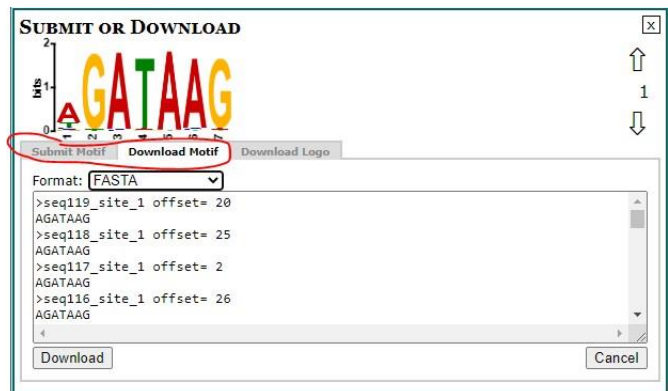 SUBMIT OR DOWNLOAD
X
2
bits
1
0
AGATAAG
1 2 3 4 5 6 7
1
Submit Motif Download Motif Download Logo
Format: FASTA
>seq119_site_1 offset= 20
AGATAAG
>seq118_site_1 offset= 25
AGATAAG
>seq117_site_1 offset= 2
AGATAAG
>seq116_site_1 offset= 26
AGATAAG
Download Cancel